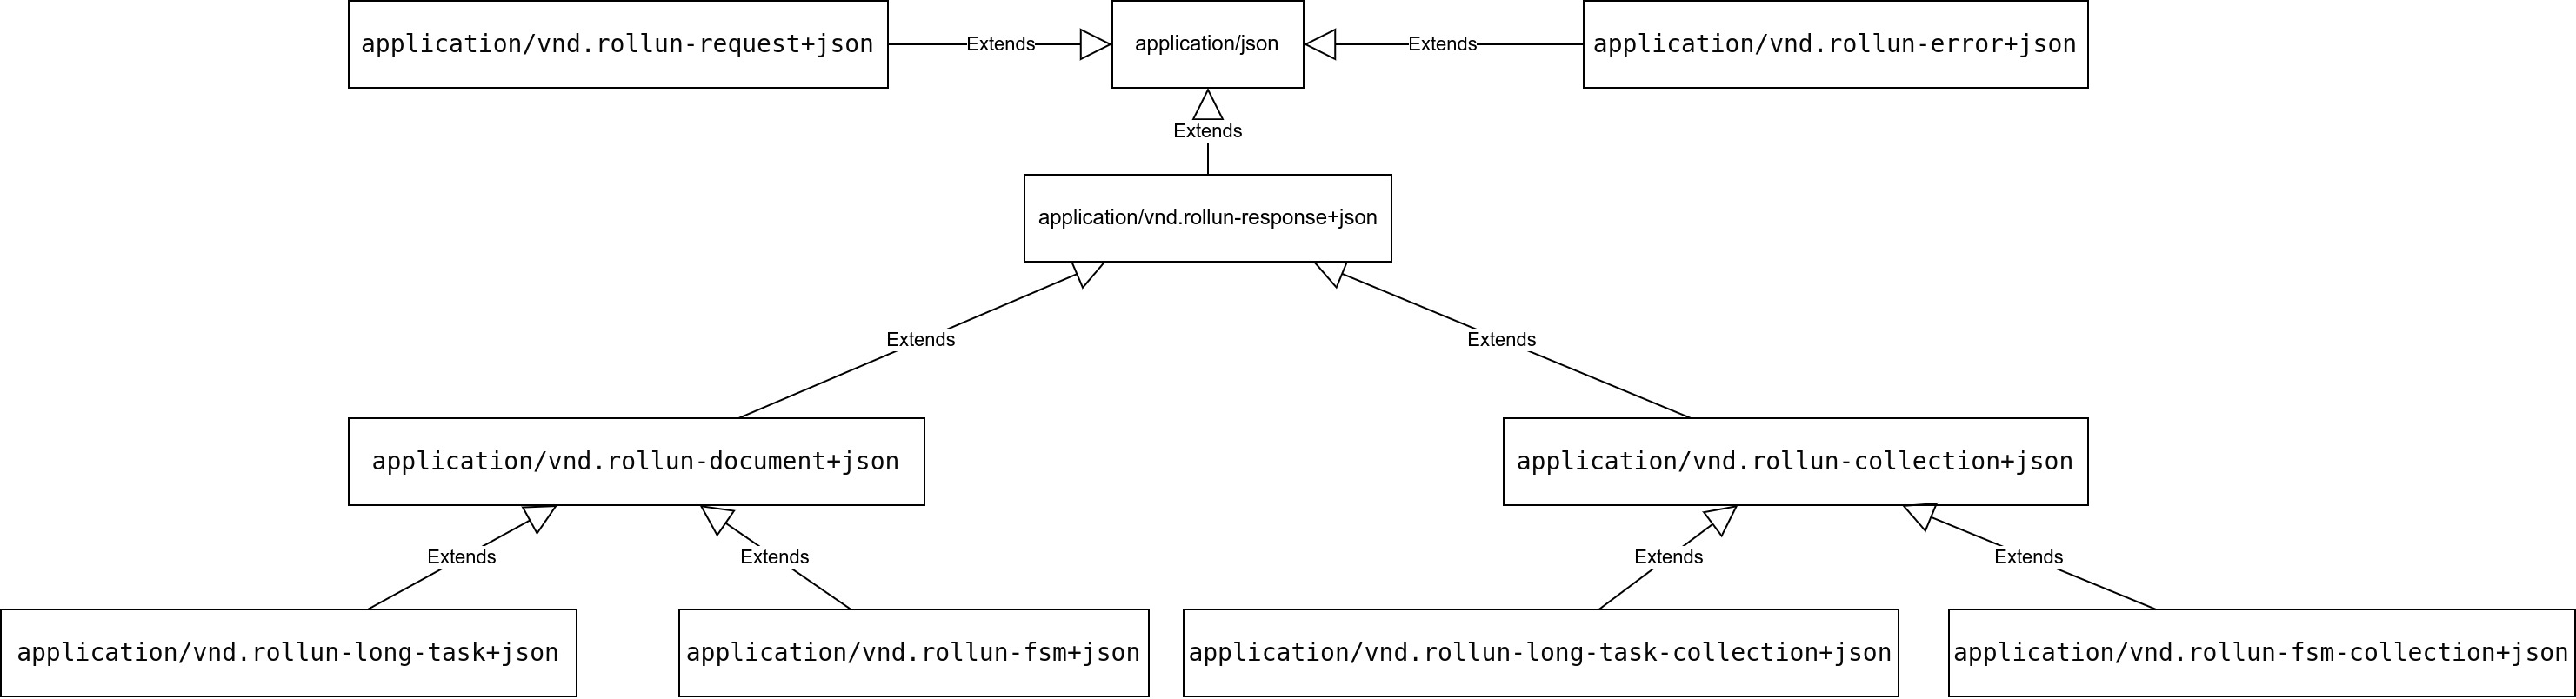 application/vnd.rollun-request+json
Extends
application/json
Extends
application/vnd.rollun-error+json
Extends
application/vnd.rollun-response+json
Extends
Extends
application/vnd.rollun-document+json
application/vnd.rollun-collection+json
Extends
Extends
Extends
Extends
application/vnd.rollun-long-task+json
application/vnd.rollun-fsm+json
application/vnd.rollun-long-task-collection+json
application/vnd.rollun-fsm-collection+json